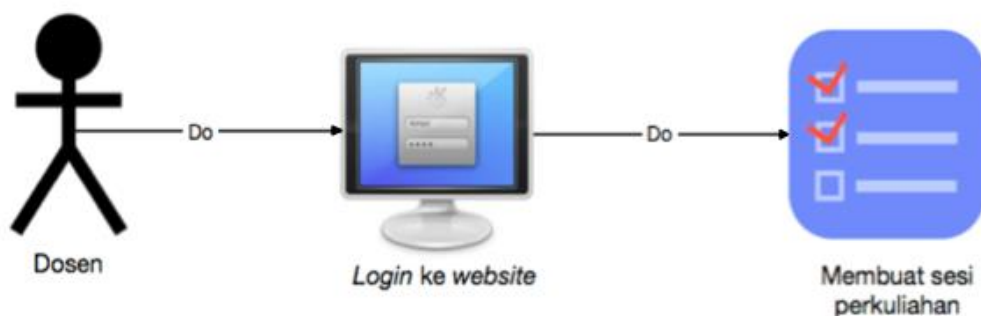 Do
Do
Dosen
Login ke website
Membuat sesi
perkuliahan